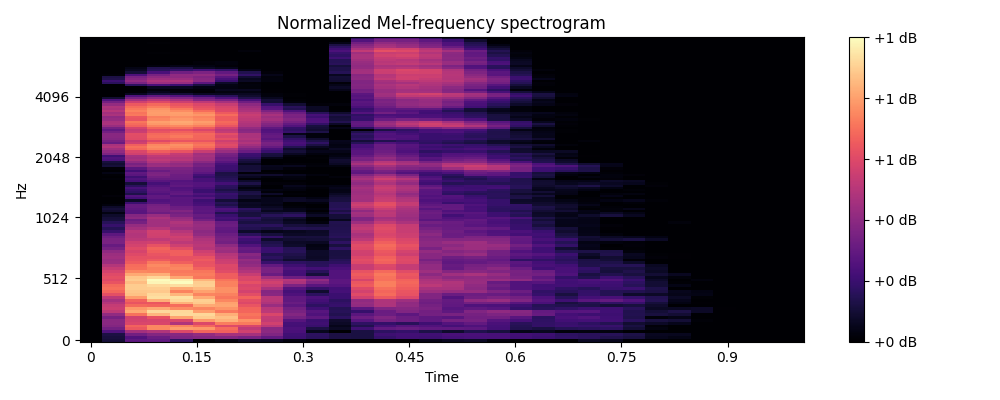 Normalized Mel-frequency spectrogram
Hz
4096
2048
1024
512
0
0 0.15 0.3 0.45 0.6 0.75 0.9
Time
+1 dB
+1 dB
+1 dB
+0 dB
+0 dB
+0 dB